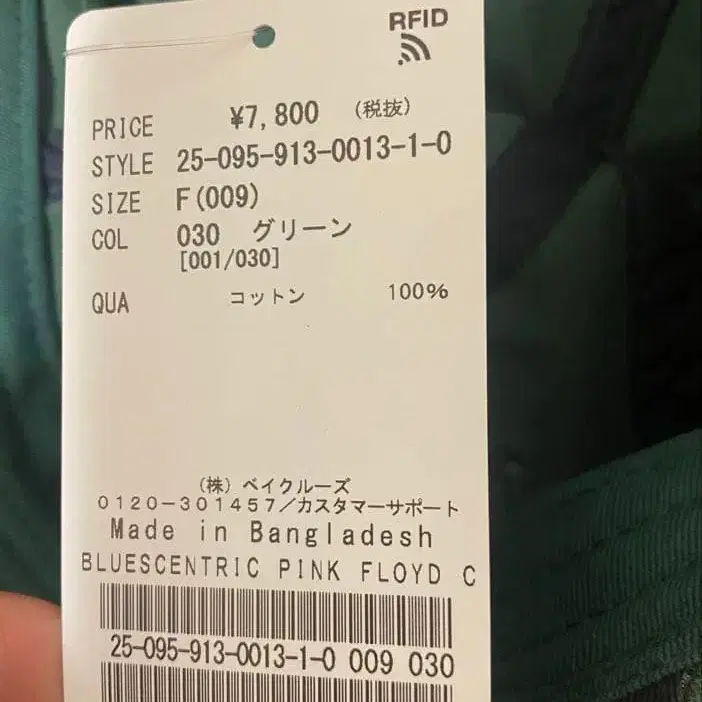 RFID
PRICE ¥7,800 (税抜)
STYLE 25-095-913-0013-1-0
SIZE F(009)
COL 030 グリーン
[001/030]
QUA コットン 100%
(株)ベイクルーズ
0120-301457/カスタマーサポート
Made in Bangladesh
BLUESCENTRIC PINK FLOYD C
25-095-913-0013-1-0 009 030